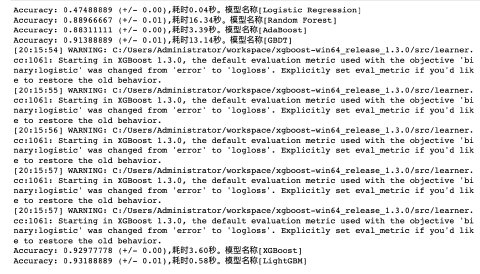 Accuracy: 0.47488889 (+/- 0.00),耗时0.04秒。模型名称[Logistic Regression]
Accuracy: 0.88966667 (+/- 0.01),耗时16.34秒。模型名称[Random Forest]
Accuracy: 0.88311111 (+/- 0.00),耗时3.39秒。模型名称[AdaBoost]
Accuracy: 0.91388889 (+/- 0.01),耗时13.14秒。模型名称[GBDT]
[20:15:54] WARNING: C:/Users/Administrator/workspace/xgboost-win64_release_1.3.0/src/learner.
cc:1061: Starting in XGBoost 1.3.0, the default evaluation metric used with the objective 'bi
nary:logistic' was changed from 'error' to 'logloss'. Explicitly set eval_metric if you'd lik
e to restore the old behavior.
[20:15:55] WARNING: C:/Users/Administrator/workspace/xgboost-win64_release_1.3.0/src/learner.
cc:1061: Starting in XGBoost 1.3.0, the default evaluation metric used with the objective 'bi
nary:logistic' was changed from 'error' to 'logloss'. Explicitly set eval_metric if you'd lik
e to restore the old behavior.
[20:15:56] WARNING: C:/Users/Administrator/workspace/xgboost-win64_release_1.3.0/src/learner.
cc:1061: Starting in XGBoost 1.3.0, the default evaluation metric used with the objective 'bi
nary:logistic' was changed from 'error' to 'logloss'. Explicitly set eval_metric if you'd lik
e to restore the old behavior.
[20:15:57] WARNING: C:/Users/Administrator/workspace/xgboost-win64_release_1.3.0/src/learner.
cc:1061: Starting in XGBoost 1.3.0, the default evaluation metric used with the objective 'bi
nary:logistic' was changed from 'error' to 'logloss'. Explicitly set eval_metric if you'd lik
e to restore the old behavior.
[20:15:57] WARNING: C:/Users/Administrator/workspace/xgboost-win64_release_1.3.0/src/learner.
cc:1061: Starting in XGBoost 1.3.0, the default evaluation metric used with the objective 'bi
nary:logistic' was changed from 'error' to 'logloss'. Explicitly set eval_metric if you'd lik
e to restore the old behavior.
Accuracy: 0.92977778 (+/- 0.00),耗时3.60秒。模型名称[XGBoost]
Accuracy: 0.93188889 (+/- 0.01),耗时0.58秒。模型名称[LightGBM]